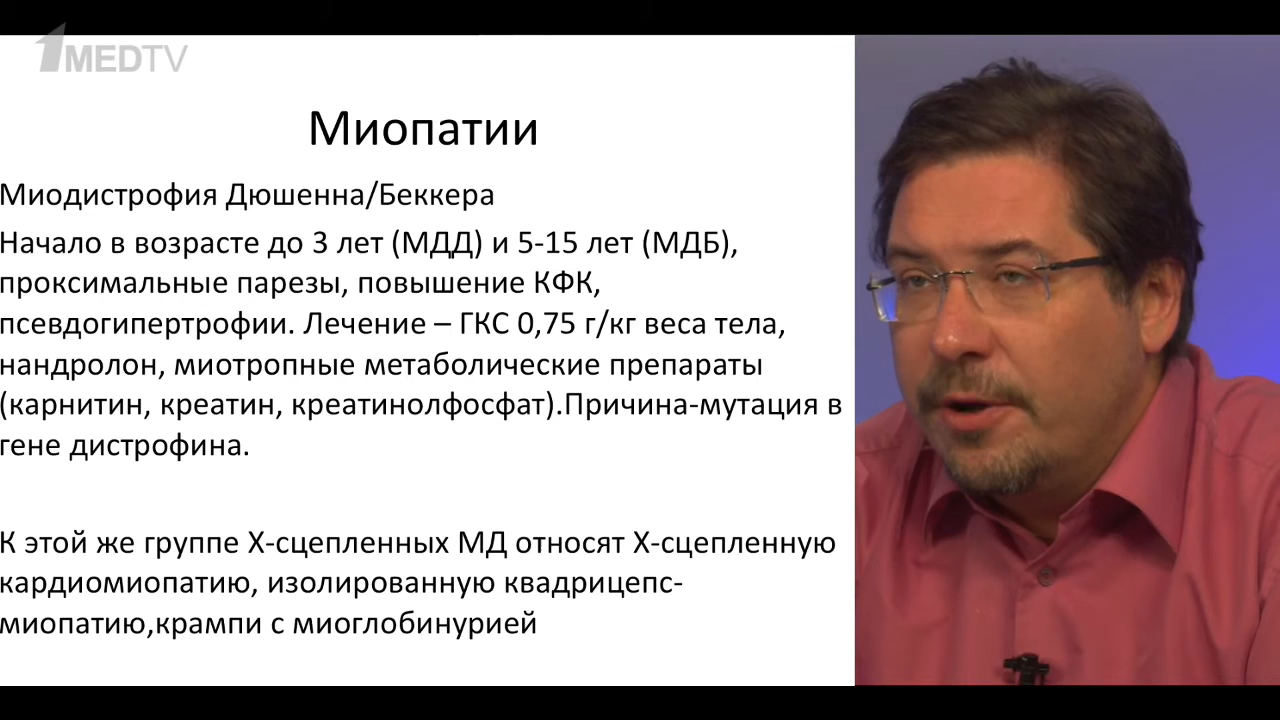 1MEDTV
Миопатии
Миодистрофия Дюшенна/Беккера
Начало в возрасте до 3 лет (МДД) и 5-15 лет (МДБ),
проксимальные парезы, повышение КФК,
псевдогипертрофии. Лечение – ГКС 0,75 г/кг веса тела,
нандролон, миотропные метаболические препараты
(карнитин, креатин, креатинолфосфат).Причина-мутация в
гене дистрофина.
К этой же группе Х-сцепленных МД относят Х-сцепленную
кардиомиопатию, изолированную квадрицепс-
миопатию,крампи с миоглобинурией